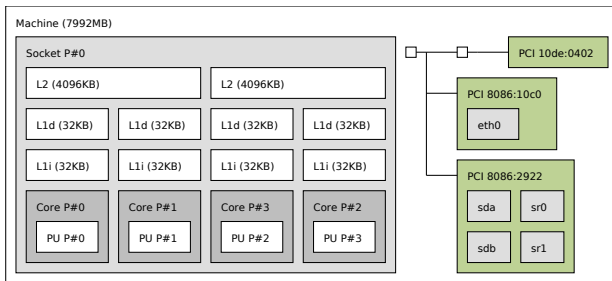 Machine (7992MB)
Socket P#0
PCI 10de:0402
L2 (4096KB) L2 (4096KB)
PCI 8086:10c0
eth0
L1d (32KB) L1d (32KB) L1d (32KB) L1d (32KB)
L1i (32KB) L1i (32KB) L1i (32KB) L1i (32KB)
PCI 8086:2922
Core P#0 Core P#1 Core P#3 Core P#2
sda sr0
PU P#0 PU P#1 PU P#2 PU P#3
sdb sr1